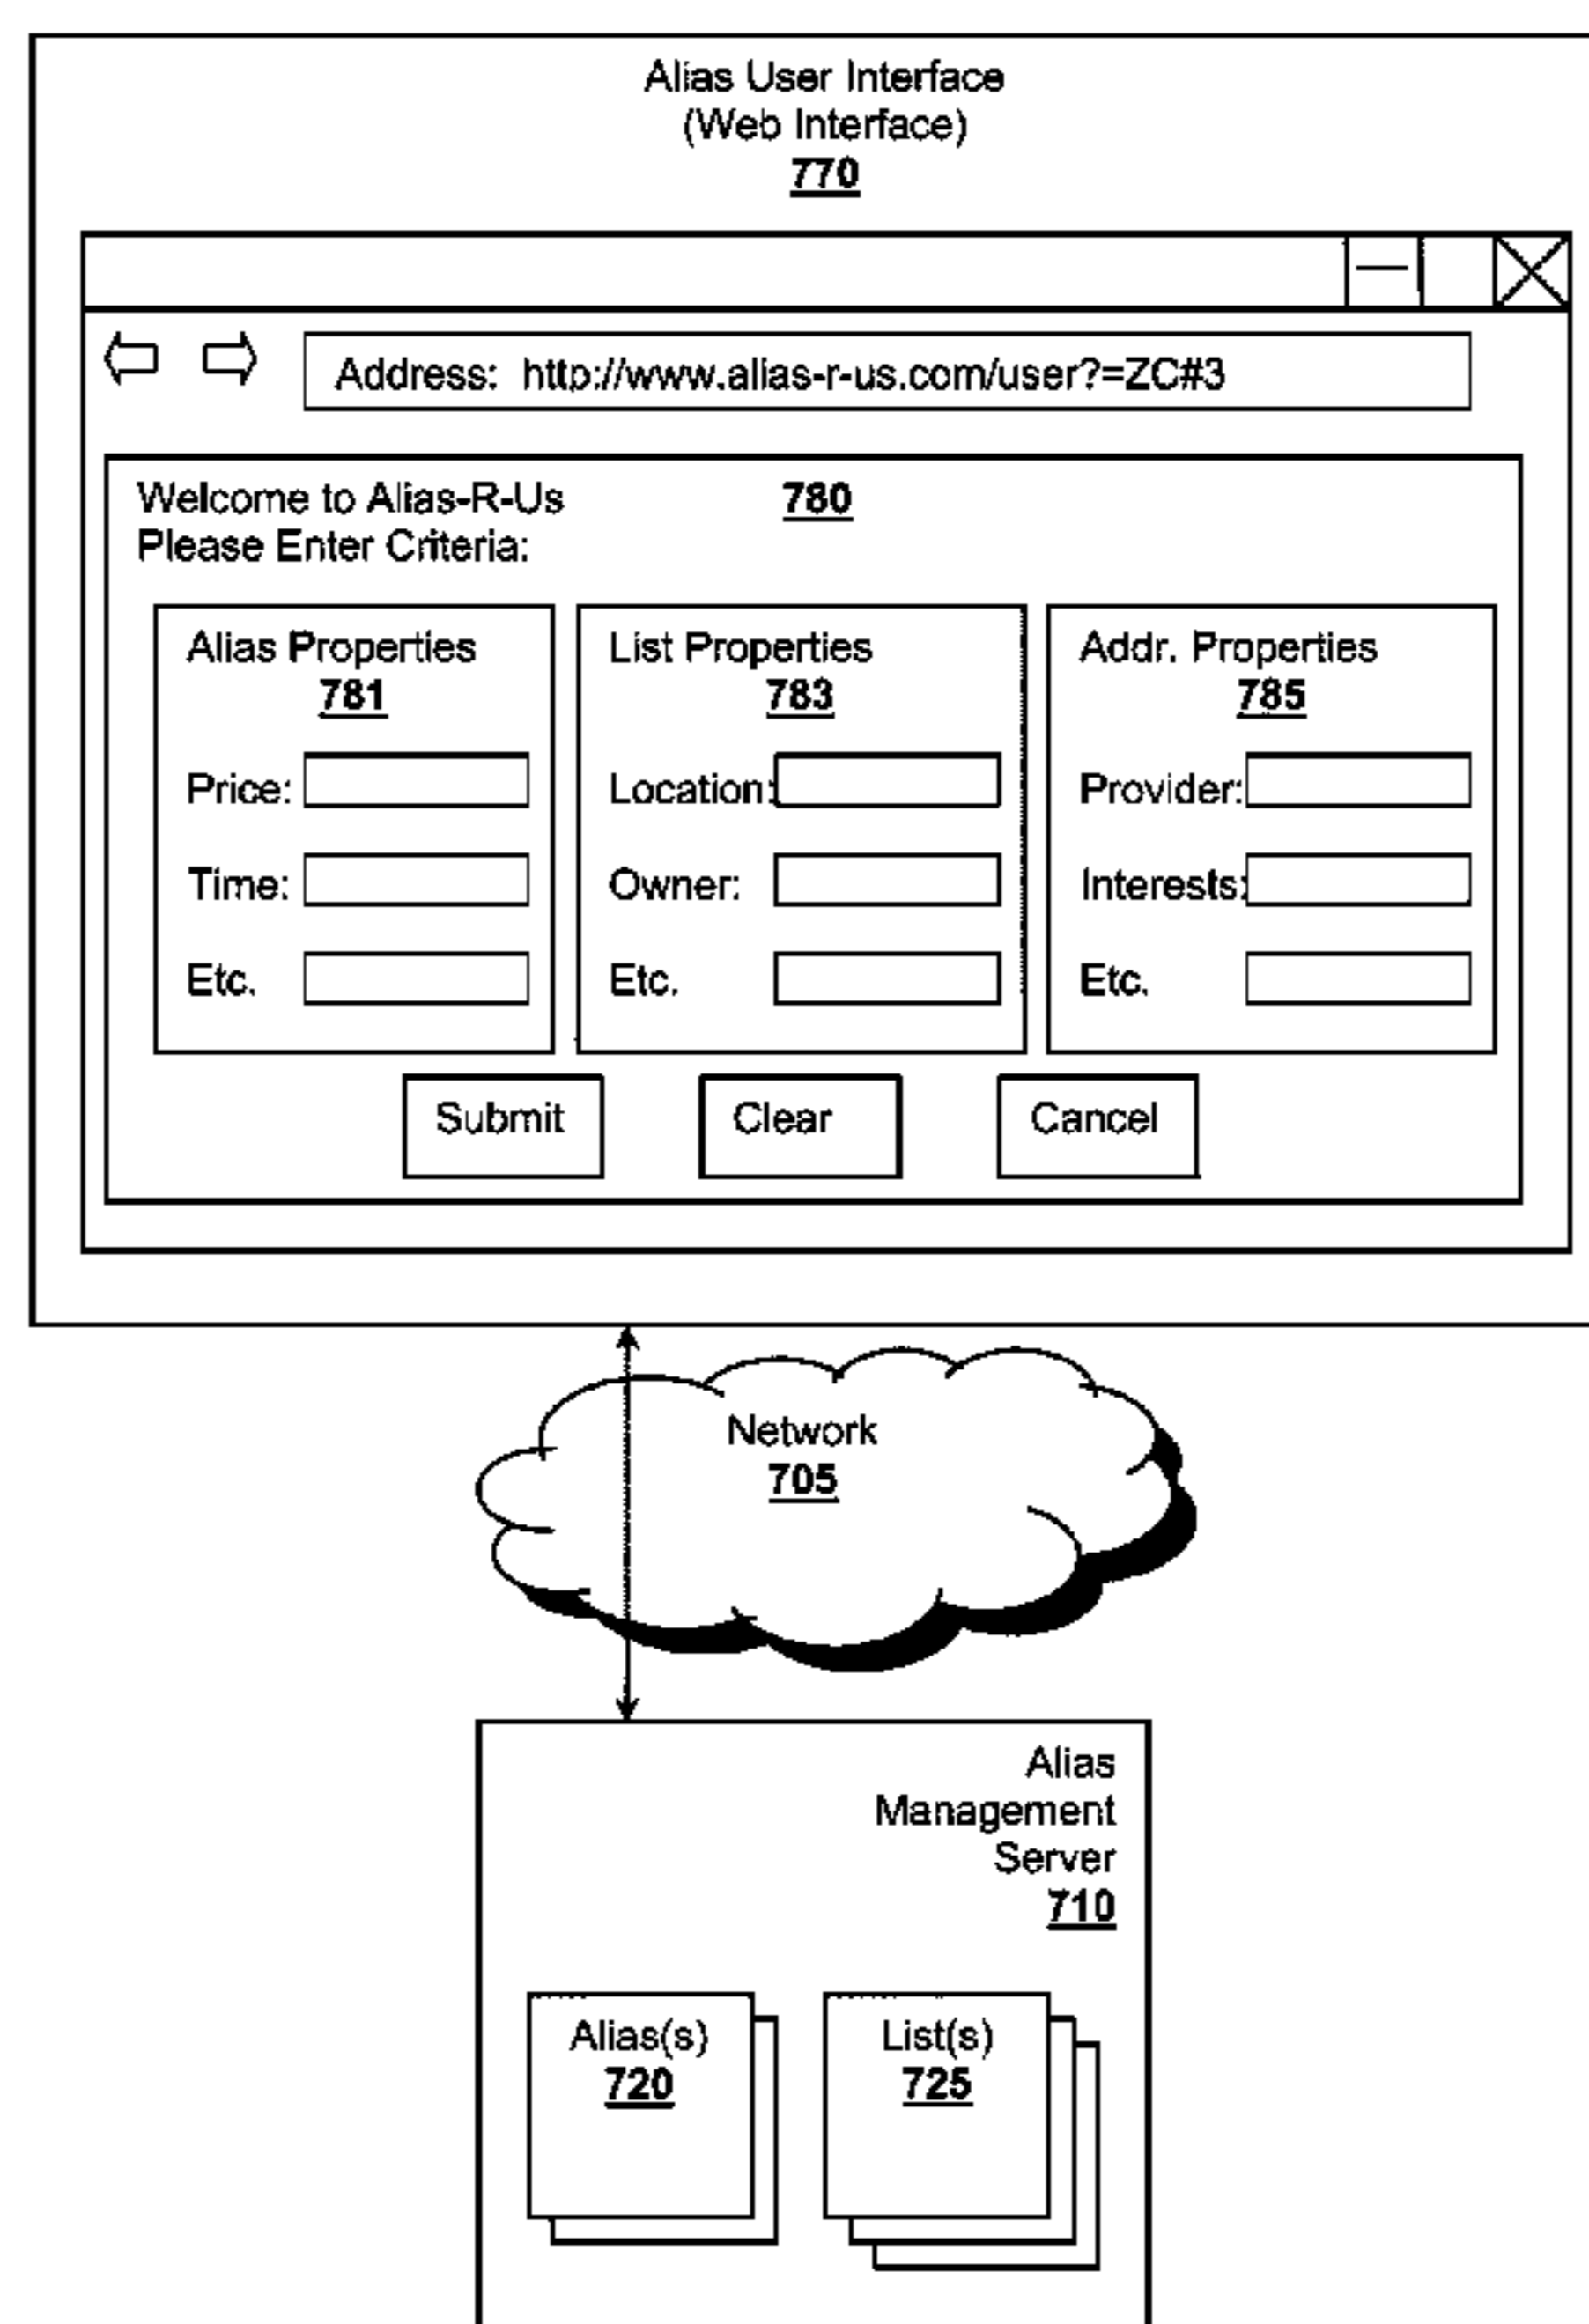 Alias User Interface
(Web Interface)
770
Address: http://www.alias-r-us.com/user?=ZC#3
Welcome to Alias-R-Us 780
Please Enter Criteria:
Alias Properties
781
Price:
Time:
Etc.
List Properties
783
Location:
Owner:
Etc.
Addr. Properties
785
Provider:
Interests:
Etc.
Submit Clear Cancel
Network
705
Alias
Management
Server
710
Alias(s)
720
List(s)
725